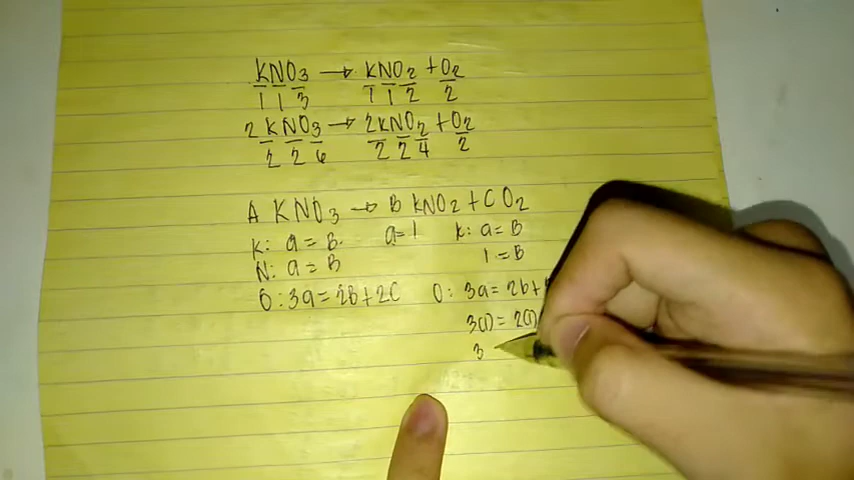 KNO3 → KNO2 + O2
1 1 3 1 1 2 2
2 KNO3 → 2KNO2 + O2
2 2 6 2 2 4 2
A KNO3 → B KNO2 + C O2
K: a = B. a=1 K: a = B
N: a = B 1 = B
O: 3a = 2B + 2C O: 3a = 2b +
3(1) = 2(1)
3